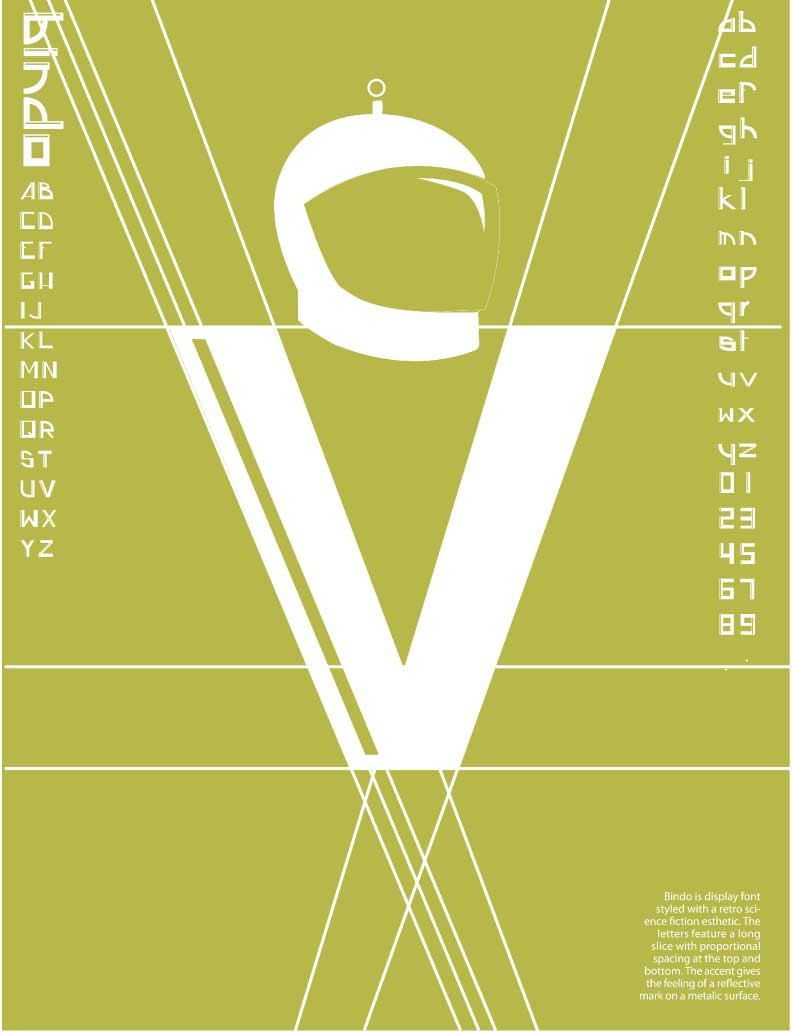 bindo
AB
CD
EF
GH
IJ
KL
MN
OP
QR
ST
UV
WX
YZ
V
ab
cd
ef
gh
ij
kl
mn
op
qr
st
uv
wx
yz
01
23
45
67
89
Bindo is display font
styled with a retro sci-
ence fiction esthetic. The
letters feature a long
slice with proportional
spacing at the top and
bottom. The accent gives
the feeling of a reflective
mark on a metalic surface.